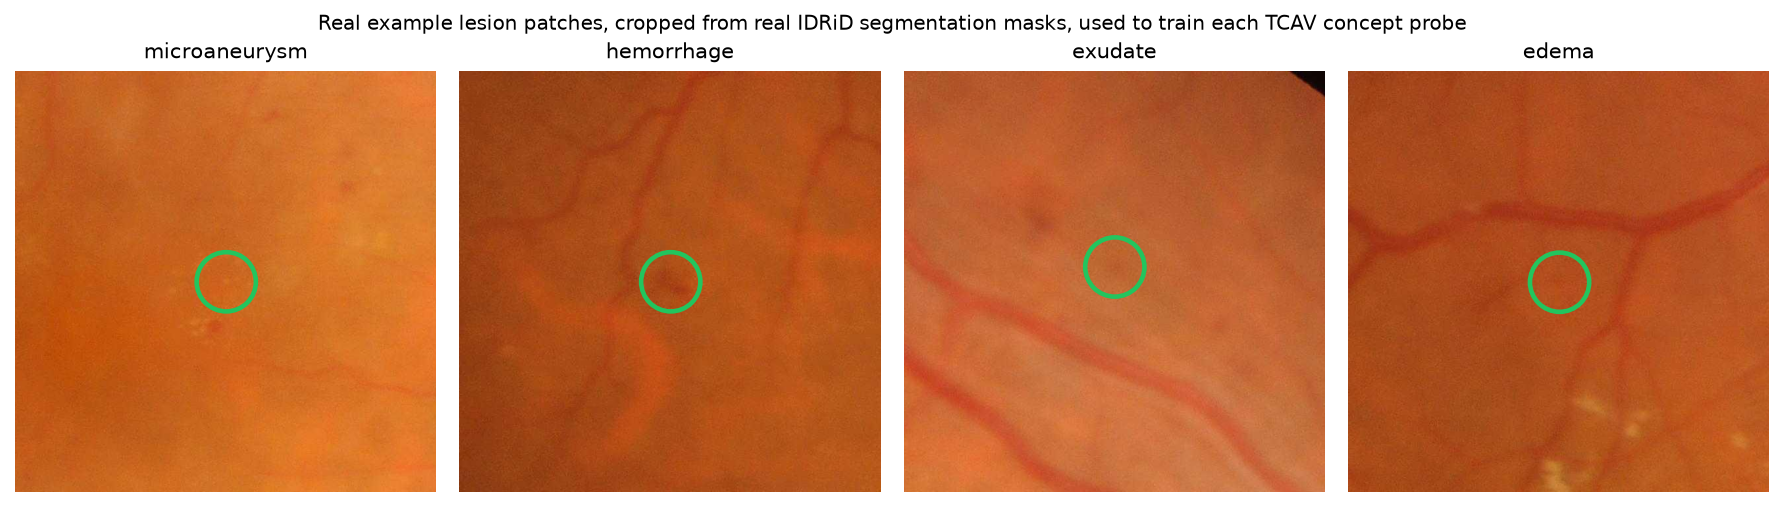 Real example lesion patches, cropped from real IDRiD segmentation masks, used to train each TCAV concept probe
microaneurysm
hemorrhage
exudate
edema